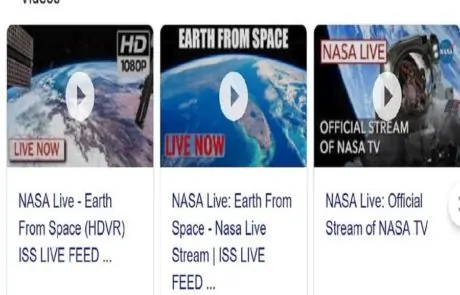 Videos
HD
1080P
LIVE NOW
NASA Live - Earth
From Space (HDVR)
ISS LIVE FEED ...
EARTH FROM SPACE
LIVE NOW
NASA Live: Earth From
Space - Nasa Live
Stream | ISS LIVE
FEED ...
NASA LIVE
NASA
OFFICIAL STREAM
OF NASA TV
NASA Live: Official
Stream of NASA TV